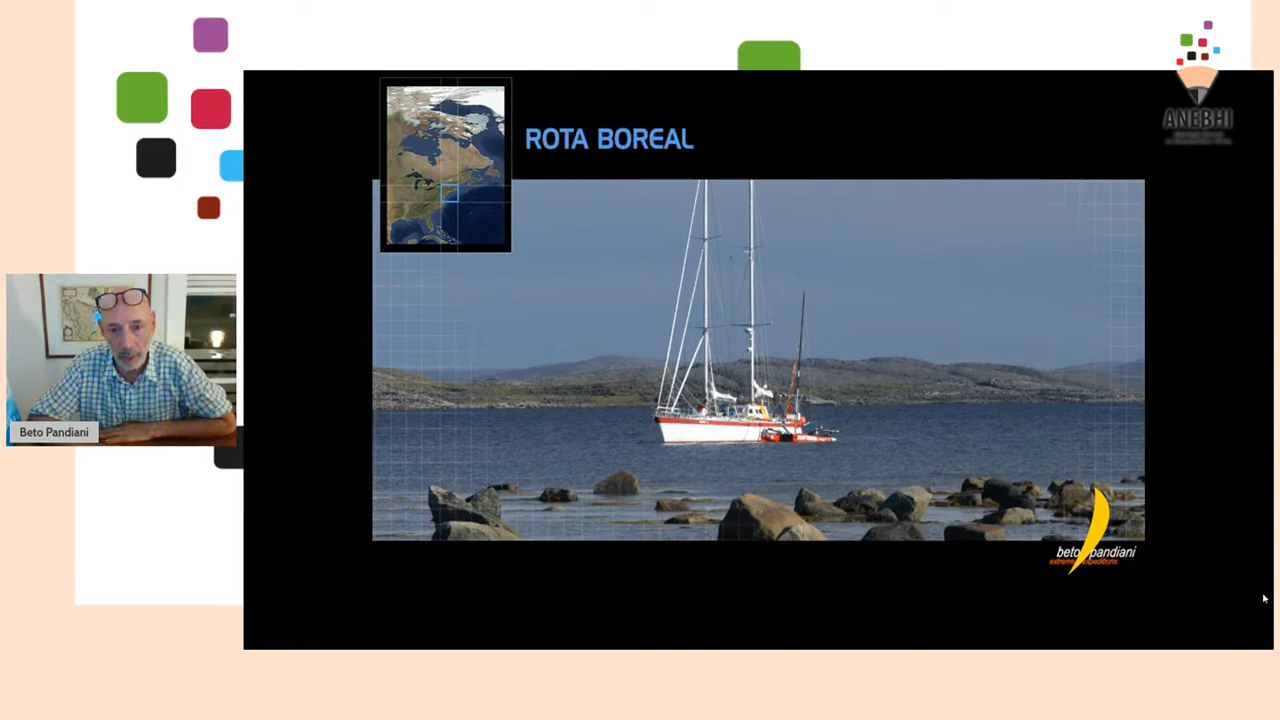 ANEBHI
ROTA BOREAL
Beto Pandiani
beto pandiani
extreme expeditions